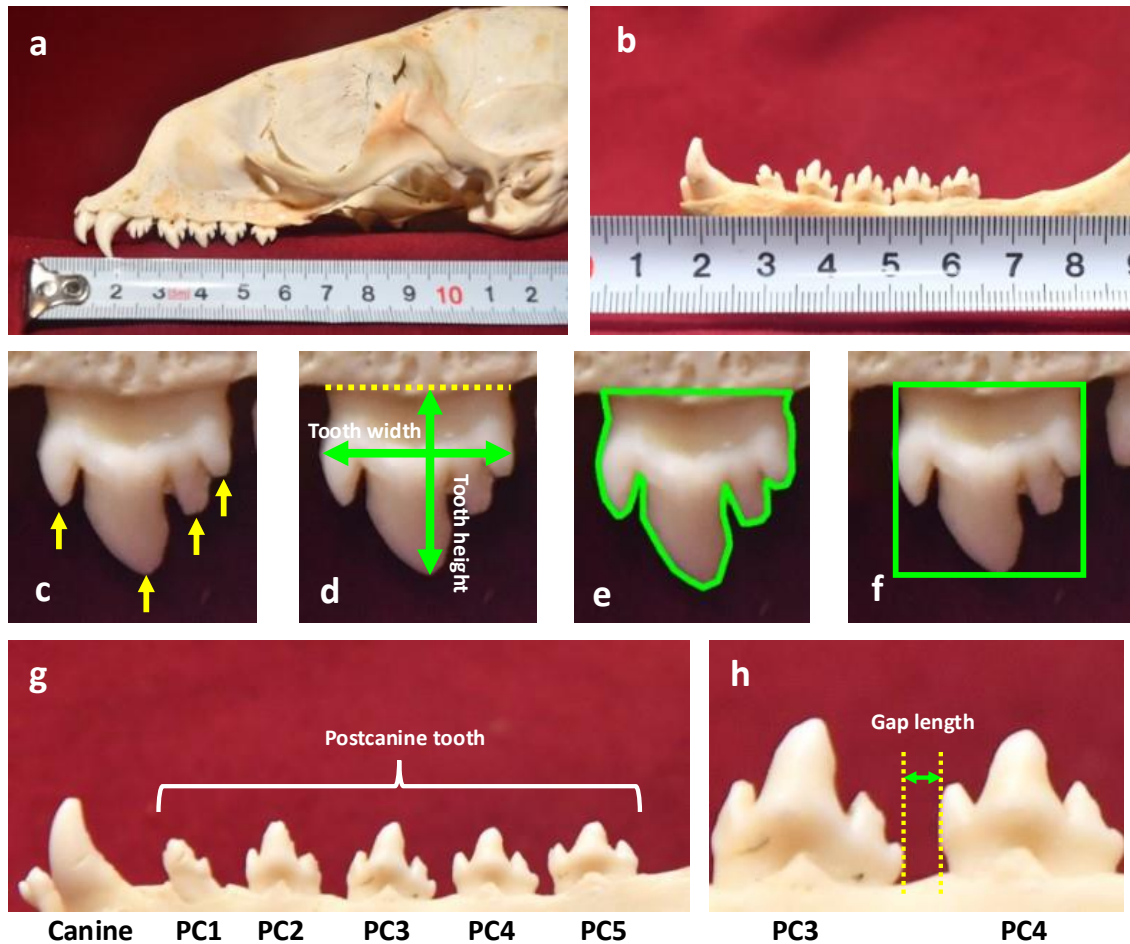 a
2 3 5m 4 5 6 7 8 9 10 1 2
b
1 2 3 4 5 6 7 8
c
d
Tooth width
Tooth height
e
f
g
Postcanine tooth
Canine PC1 PC2 PC3 PC4 PC5
h
Gap length
PC3 PC4